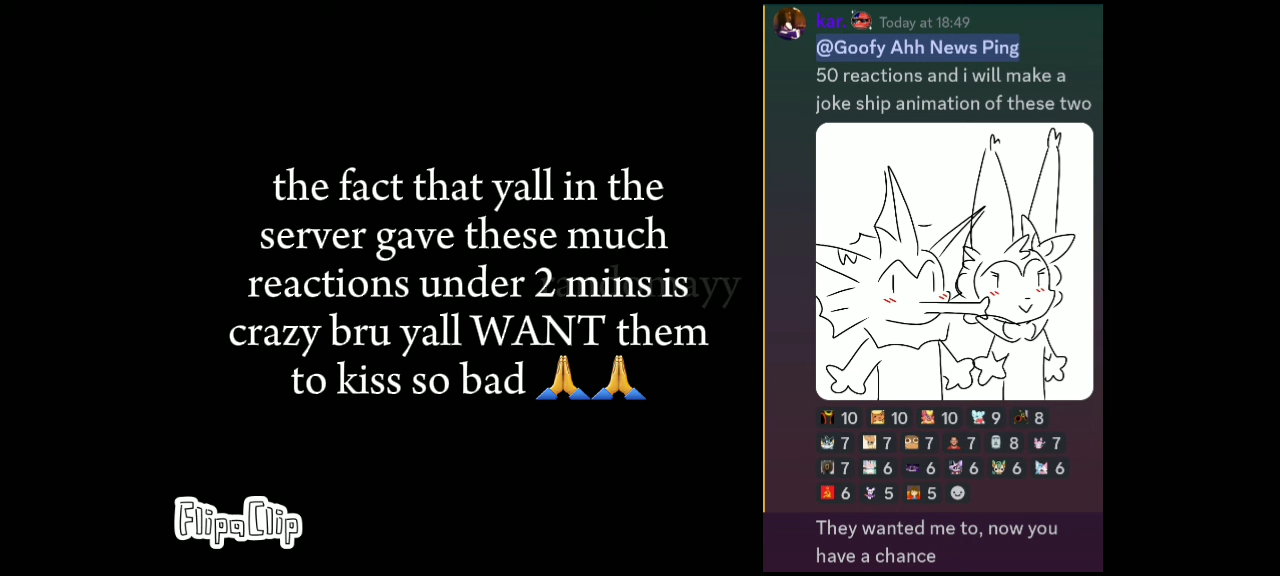 the fact that yall in the
server gave these much
reactions under 2 mins is
crazy bru yall WANT them
to kiss so bad 🙏🙏
FlipaClip
kar.
Today at 18:49
@Goofy Ahh News Ping
50 reactions and i will make a
joke ship animation of these two
10 10 10 9 8
7 7 7 7 8 7
7 6 6 6 6 6
6 5 5
They wanted me to, now you
have a chance